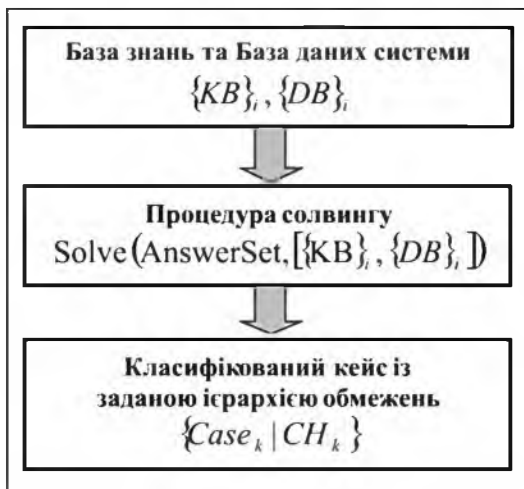 База знань та База даних системи
{KB}ᵢ, {DB}ᵢ
Процедура солвингу
Solve(AnswerSet,[{KB}ᵢ, {DB}ᵢ])
Класифікований кейс із
заданою ієрархією обмежень
{Caseₖ | CHₖ}